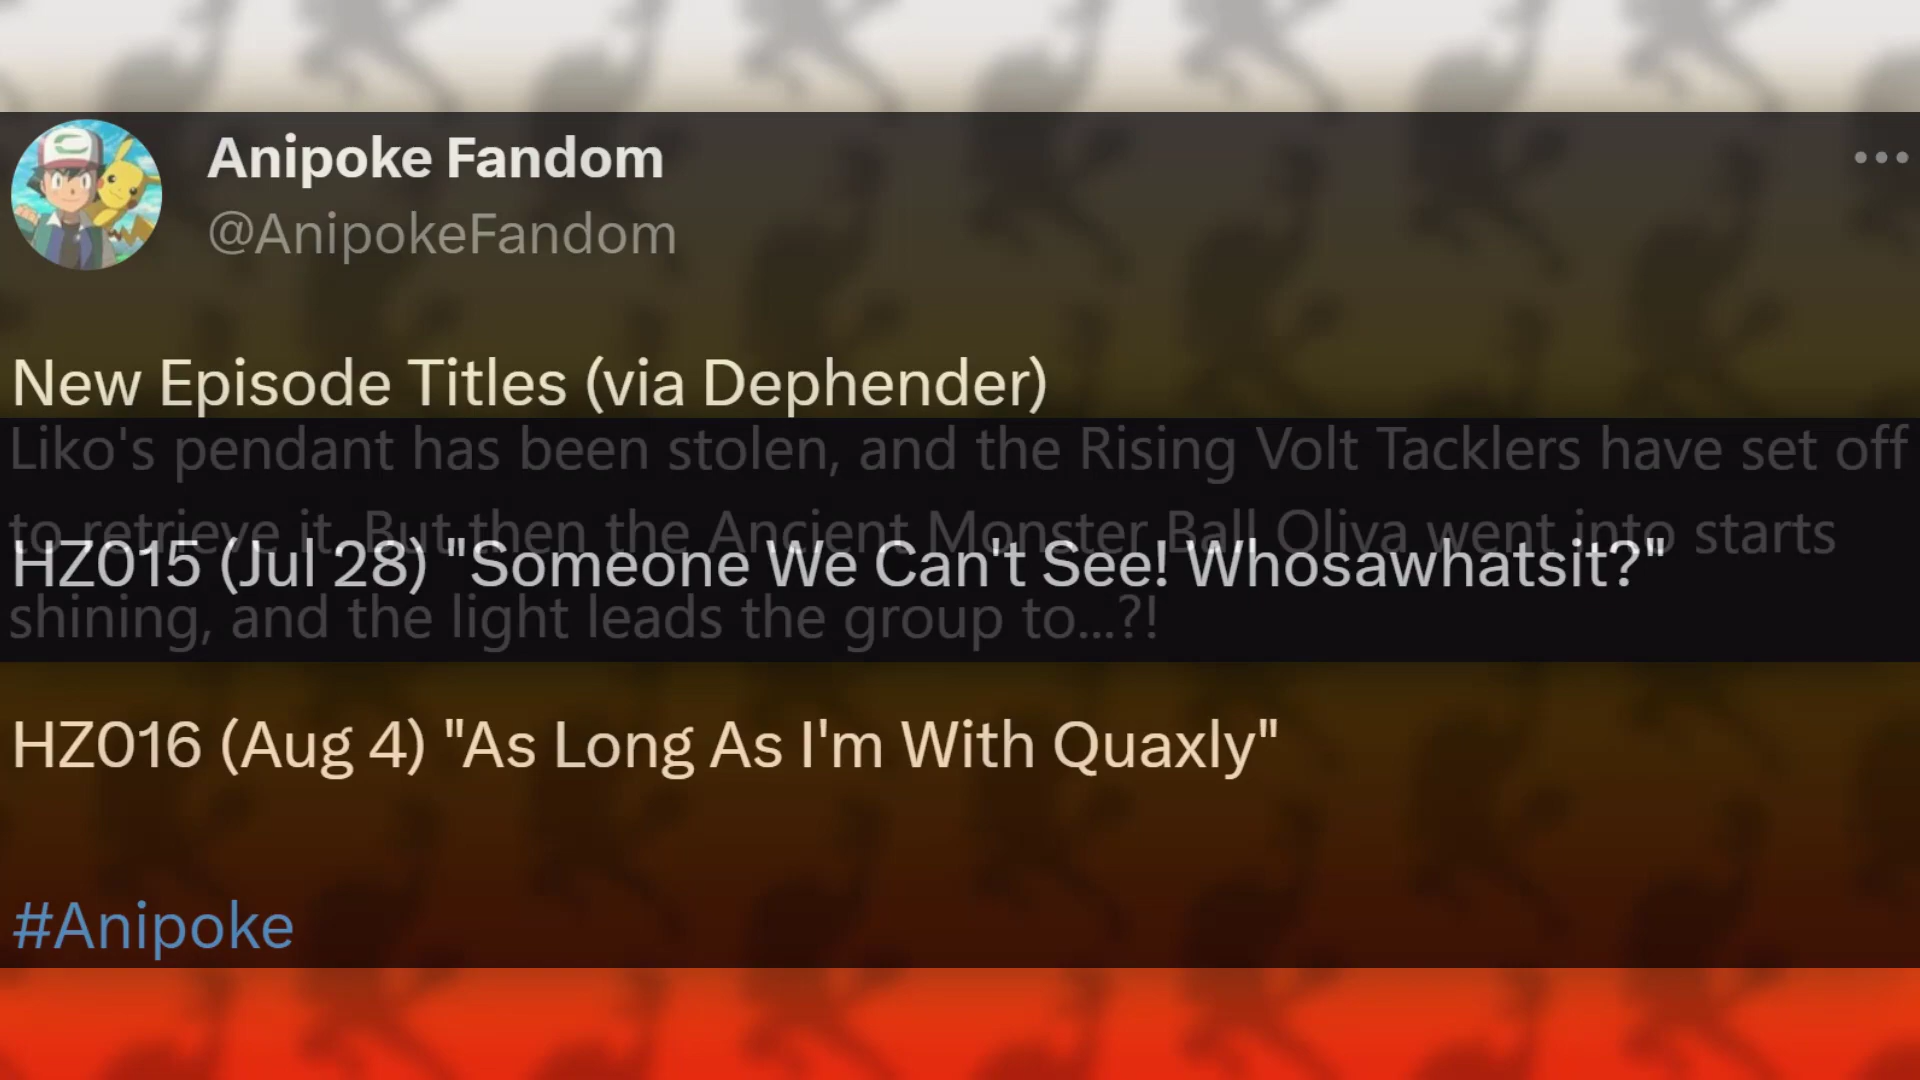 Anipoke Fandom
@AnipokeFandom
New Episode Titles (via Dephender)
Liko's pendant has been stolen, and the Rising Volt Tacklers have set off
to retrieve it. But then the Ancient Monster Ball Oliva went into starts
HZ015 (Jul 28) "Someone We Can't See! Whosawhatsit?"
shining, and the light leads the group to...?!
HZ016 (Aug 4) "As Long As I'm With Quaxly"
#Anipoke